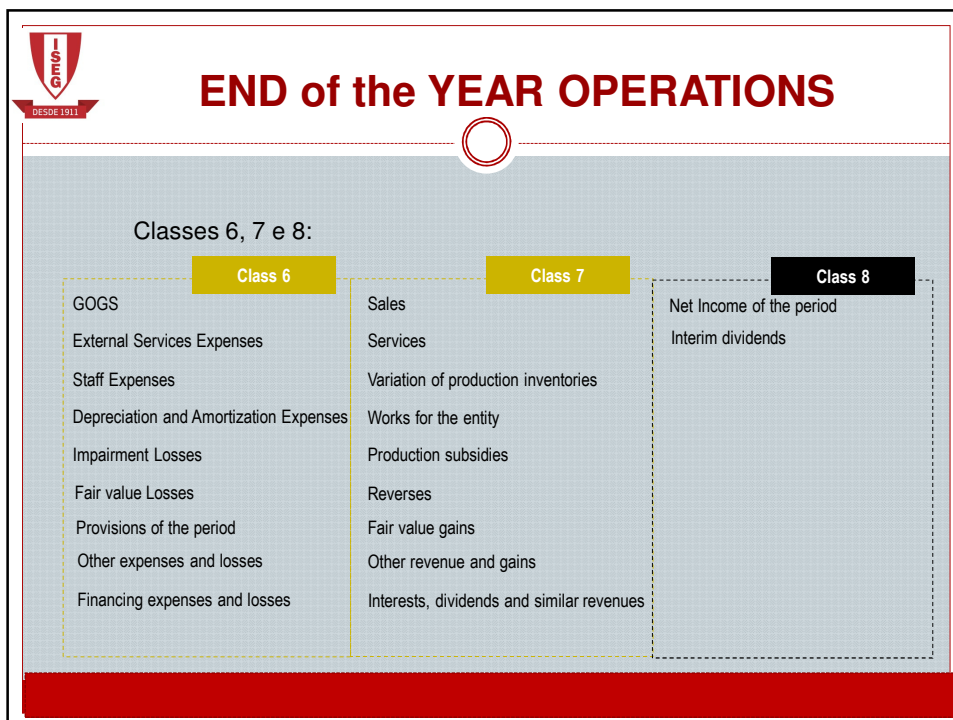 ISEG
DESDE 1911
END of the YEAR OPERATIONS
Classes 6, 7 e 8:
Class 6
GOGS
External Services Expenses
Staff Expenses
Depreciation and Amortization Expenses
Impairment Losses
Fair value Losses
Provisions of the period
Other expenses and losses
Financing expenses and losses
Class 7
Sales
Services
Variation of production inventories
Works for the entity
Production subsidies
Reverses
Fair value gains
Other revenue and gains
Interests, dividends and similar revenues
Class 8
Net Income of the period
Interim dividends